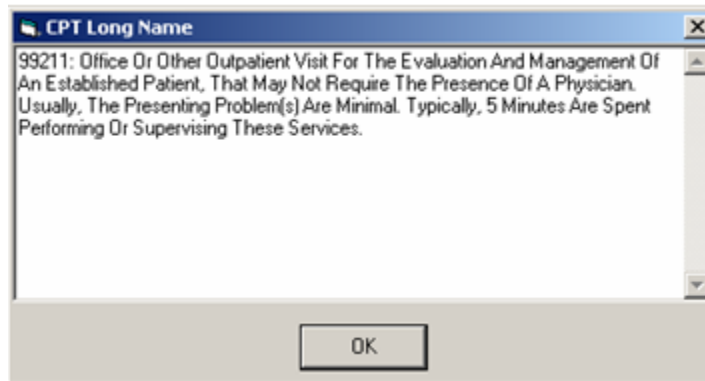 CPT Long Name
99211: Office Or Other Outpatient Visit For The Evaluation And Management Of
An Established Patient, That May Not Require The Presence Of A Physician.
Usually, The Presenting Problem(s) Are Minimal. Typically, 5 Minutes Are Spent
Performing Or Supervising These Services.
OK